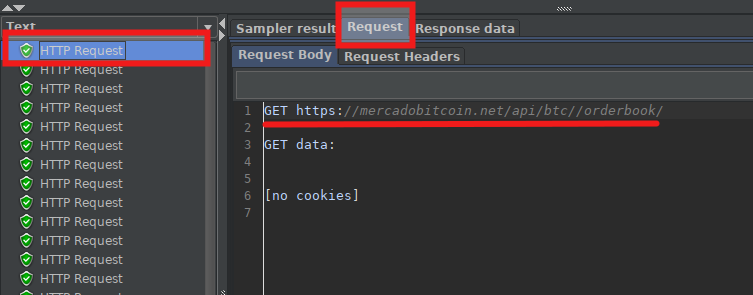 Text
HTTP Request
HTTP Request
HTTP Request
HTTP Request
HTTP Request
HTTP Request
HTTP Request
HTTP Request
HTTP Request
HTTP Request
HTTP Request
HTTP Request
HTTP Request
HTTP Request
Sampler result Request Response data
Request Body Request Headers
1 GET https://mercadobitcoin.net/api/btc//orderbook/
2
3 GET data:
4
5
6 [no cookies]
7